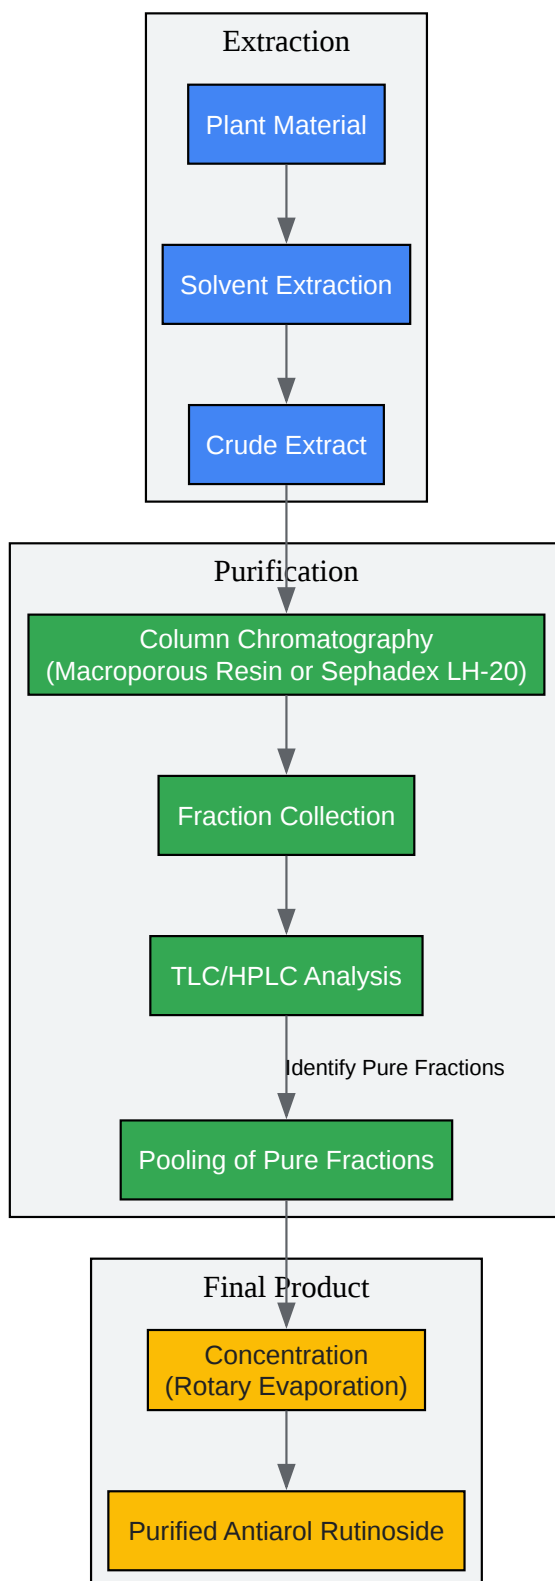 Extraction
Plant Material
Solvent Extraction
Crude Extract
Purification
Column Chromatography
(Macroporous Resin or Sephadex LH-20)
Fraction Collection
TLC/HPLC Analysis
Identify Pure Fractions
Pooling of Pure Fractions
Final Product
Concentration
(Rotary Evaporation)
Purified Antiarol Rutinoside